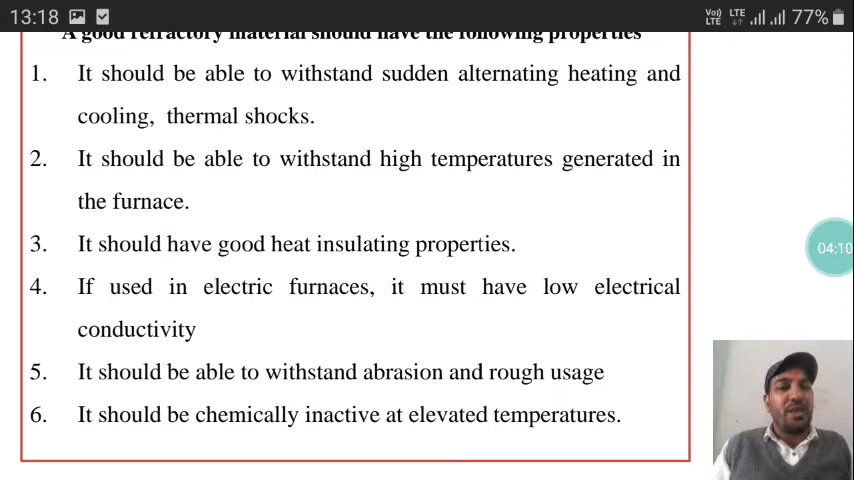 13:18 Vo)) LTE LTE 77%
A good refractory material should have the following properties
1. It should be able to withstand sudden alternating heating and
cooling, thermal shocks.
2. It should be able to withstand high temperatures generated in
the furnace.
3. It should have good heat insulating properties.
4. If used in electric furnaces, it must have low electrical
conductivity
04:10
5. It should be able to withstand abrasion and rough usage
6. It should be chemically inactive at elevated temperatures.